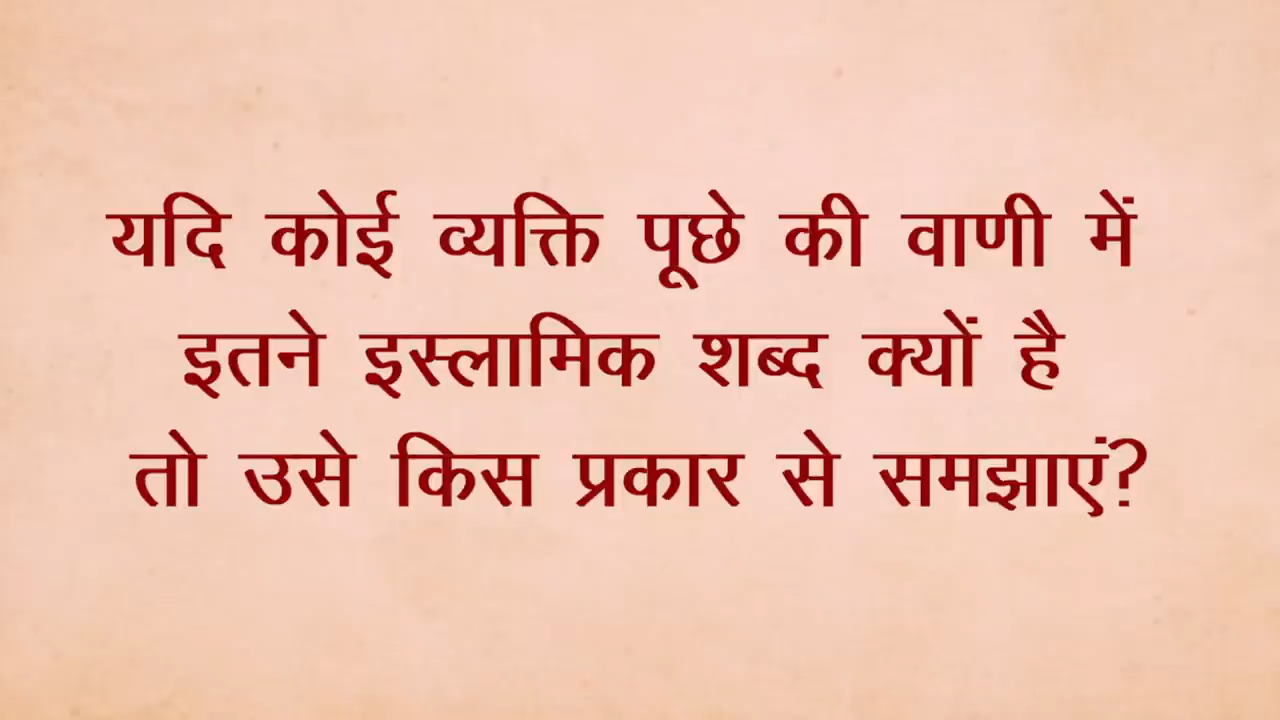 यदि कोई व्यक्ति पूछे की वाणी में
इतने इस्लामिक शब्द क्यों है
तो उसे किस प्रकार से समझाएं?